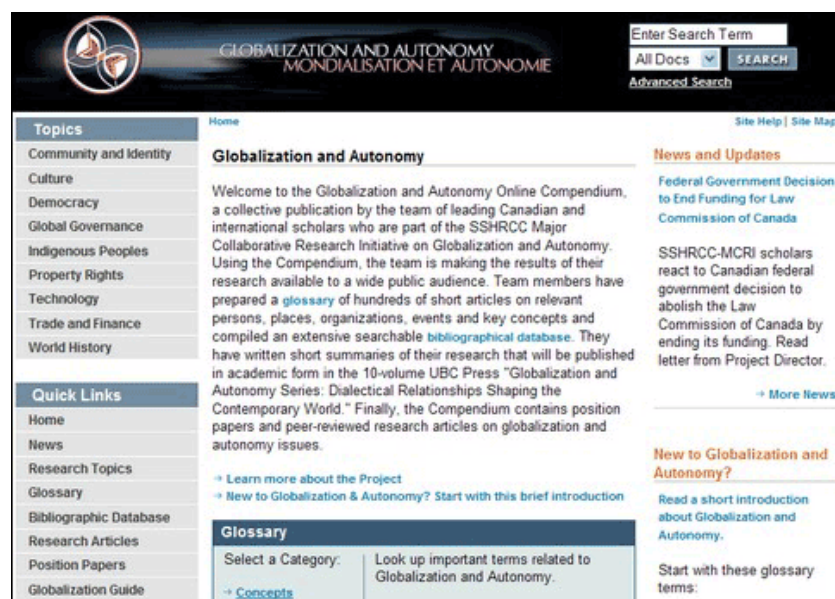 GLOBALIZATION AND AUTONOMY
MONDIALISATION ET AUTONOMIE
Enter Search Term
All Docs
SEARCH
Advanced Search
Topics
Community and Identity
Culture
Democracy
Global Governance
Indigenous Peoples
Property Rights
Technology
Trade and Finance
World History
Quick Links
Home
News
Research Topics
Glossary
Bibliographic Database
Research Articles
Position Papers
Globalization Guide
Home
Globalization and Autonomy
Welcome to the Globalization and Autonomy Online Compendium,
a collective publication by the team of leading Canadian and
international scholars who are part of the SSHRCC Major
Collaborative Research Initiative on Globalization and Autonomy.
Using the Compendium, the team is making the results of their
research available to a wide public audience. Team members have
prepared a glossary of hundreds of short articles on relevant
persons, places, organizations, events and key concepts and
compiled an extensive searchable bibliographical database. They
have written short summaries of their research that will be published
in academic form in the 10-volume UBC Press "Globalization and
Autonomy Series: Dialectical Relationships Shaping the
Contemporary World." Finally, the Compendium contains position
papers and peer-reviewed research articles on globalization and
autonomy issues.
→ Learn more about the Project
→ New to Globalization & Autonomy? Start with this brief introduction
Glossary
Select a Category:
→ Concepts
Look up important terms related to
Globalization and Autonomy.
Site Help | Site Map
News and Updates
Federal Government Decision
to End Funding for Law
Commission of Canada
SSHRCC-MCRI scholars
react to Canadian federal
government decision to
abolish the Law
Commission of Canada by
ending its funding. Read
letter from Project Director.
→ More News
New to Globalization and
Autonomy?
Read a short introduction
about Globalization and
Autonomy.
Start with these glossary
terms: